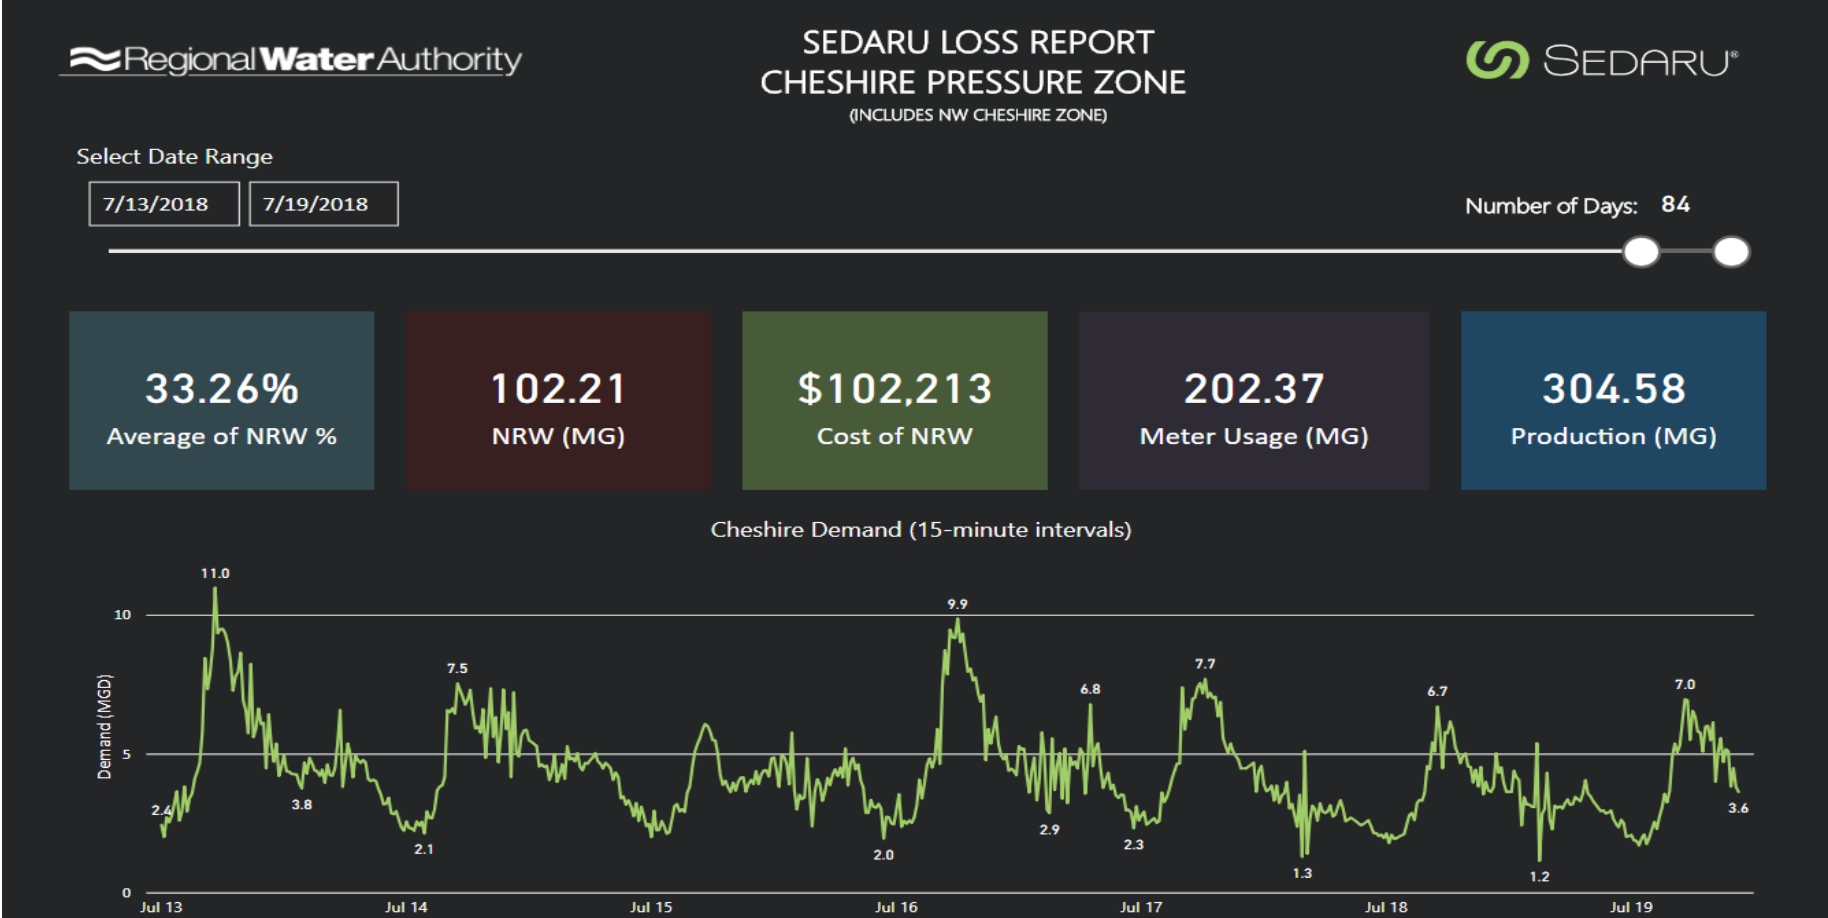 Regional Water Authority
SEDARU LOSS REPORT
CHESHIRE PRESSURE ZONE
(INCLUDES NW CHESHIRE ZONE)
SEDARU®
Select Date Range
7/13/2018 7/19/2018
Number of Days: 84
33.26%
Average of NRW %
102.21
NRW (MG)
$102,213
Cost of NRW
202.37
Meter Usage (MG)
304.58
Production (MG)
Cheshire Demand (15-minute intervals)
Demand (MGD)
10
5
0
2.4
11.0
3.8
2.1
7.5
2.0
9.9
2.9
6.8
2.3
7.7
1.3
6.7
1.2
7.0
3.6
Jul 13 Jul 14 Jul 15 Jul 16 Jul 17 Jul 18 Jul 19